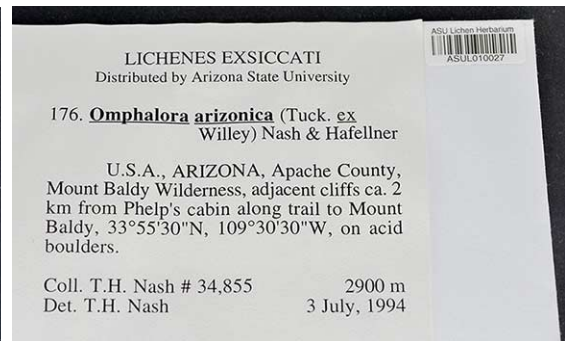 LICHENES EXSICCATI
Distributed by Arizona State University
176. Omphalora arizonica (Tuck. ex
Willey) Nash & Hafellner
U.S.A., ARIZONA, Apache County,
Mount Baldy Wilderness, adjacent cliffs ca. 2
km from Phelp's cabin along trail to Mount
Baldy, 33°55'30"N, 109°30'30"W, on acid
boulders.
Coll. T.H. Nash # 34,855 2900 m
Det. T.H. Nash 3 July, 1994
ASU Lichen Herbarium
ASUL010027